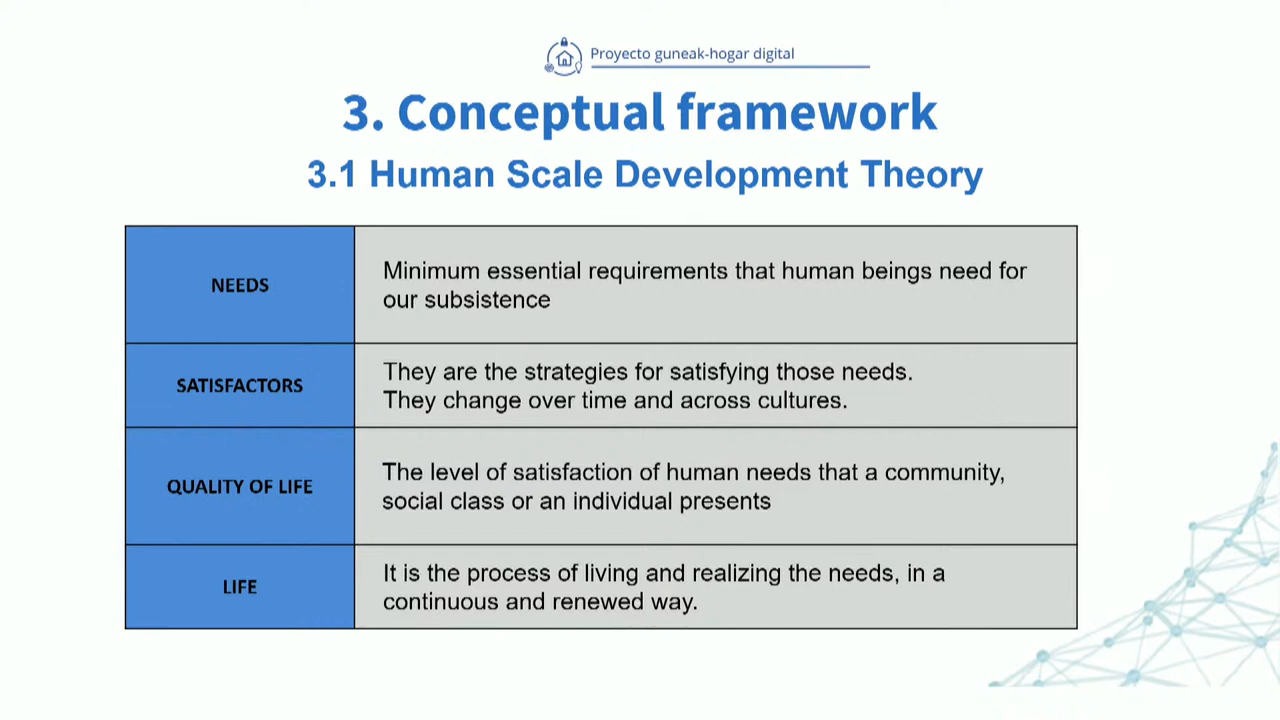 Proyecto guneak-hogar digital
3. Conceptual framework
3.1 Human Scale Development Theory
NEEDS
Minimum essential requirements that human beings need for
our subsistence
SATISFACTORS
They are the strategies for satisfying those needs.
They change over time and across cultures.
QUALITY OF LIFE
The level of satisfaction of human needs that a community,
social class or an individual presents
LIFE
It is the process of living and realizing the needs, in a
continuous and renewed way.